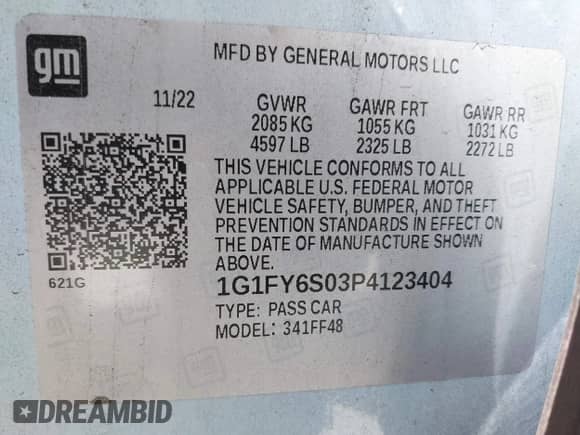 gm
MFD BY GENERAL MOTORS LLC
11/22 GVWR GAWR FRT GAWR RR
2085 KG 1055 KG 1031 KG
4597 LB 2325 LB 2272 LB
THIS VEHICLE CONFORMS TO ALL
APPLICABLE U.S. FEDERAL MOTOR
VEHICLE SAFETY, BUMPER, AND THEFT
PREVENTION STANDARDS IN EFFECT ON
THE DATE OF MANUFACTURE SHOWN
ABOVE.
621G
1G1FY6S03P4123404
TYPE: PASS CAR
MODEL: 341FF48
DREAMBID